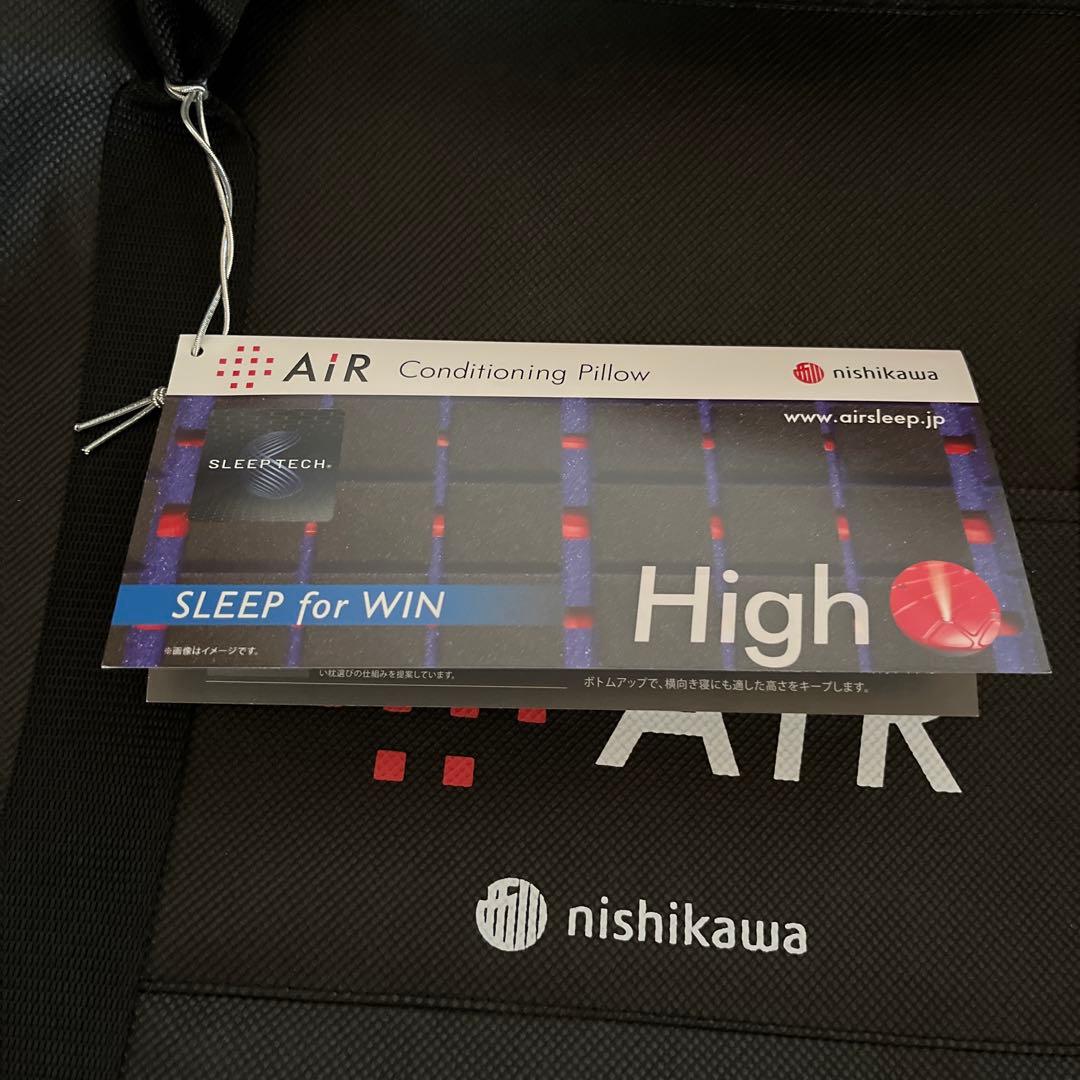 AiR Conditioning Pillow nishikawa
www.airsleep.jp
SLEEP TECH®
High
SLEEP for WIN
※画像はイメージです。
い枕選びの仕組みを提案しています。
ボトムアップで、横向き寝にも適した高さをキープします。
AiR
nishikawa